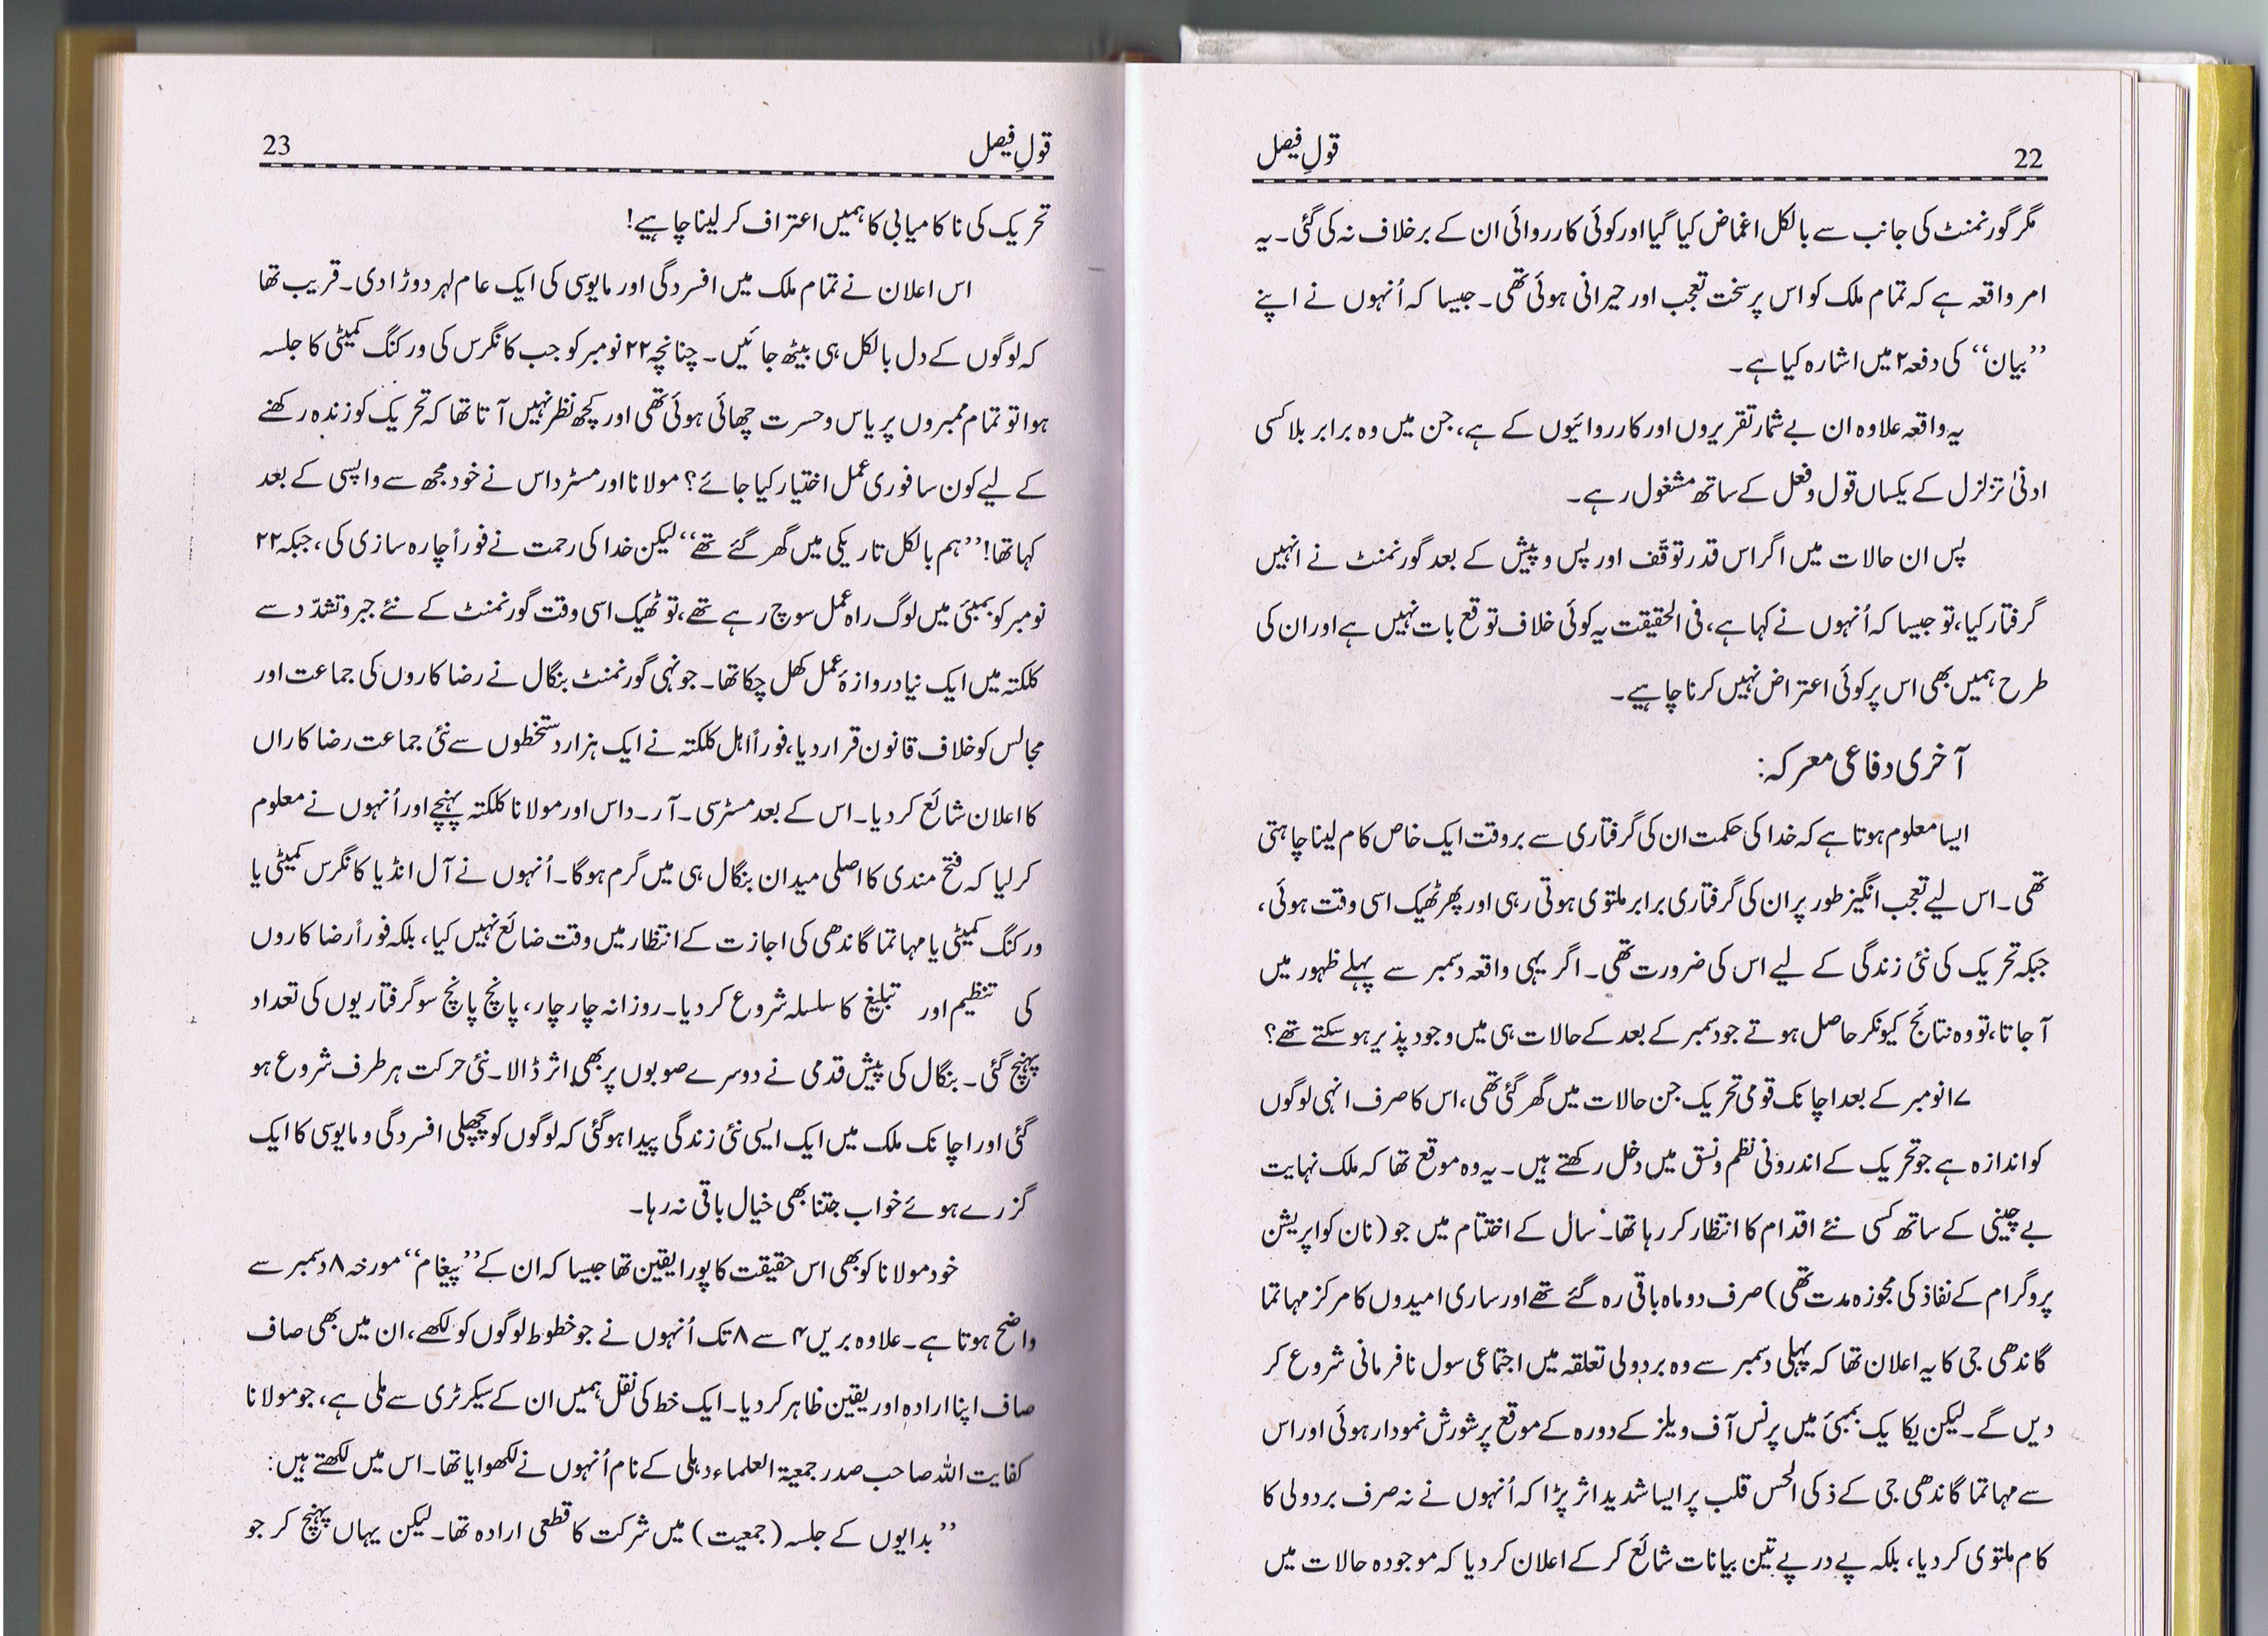 22
قولِ فیصل
مگر گورنمنٹ کی جانب سے بالکل اغماض کیا گیا اور کوئی کارروائی ان کے برخلاف نہ کی گئی۔ یہ
امر واقعہ ہے کہ تمام ملک کو اس پر سخت تعجب اور حیرانی ہوئی تھی۔ جیسا کہ اُنہوں نے اپنے
’’بیان‘‘ کی دفعہ ۲ میں اشارہ کیا ہے۔
یہ واقعہ علاوہ ان بے شمار تقریروں اور کارروائیوں کے ہے، جن میں وہ برابر بلا کسی
ادنیٰ تزلزل کے یکساں قول و فعل کے ساتھ مشغول رہے۔
پس ان حالات میں اگر اس قدر توقّف اور پس و پیش کے بعد گورنمنٹ نے انہیں
گرفتار کیا، تو جیسا کہ اُنہوں نے کہا ہے، فی الحقیقت یہ کوئی خلاف توقع بات نہیں ہے اور ان کی
طرح ہمیں بھی اس پر کوئی اعتراض نہیں کرنا چاہیے۔
آخری دفاعی معرکہ:
ایسا معلوم ہوتا ہے کہ خدا کی حکمت ان کی گرفتاری سے بروقت ایک خاص کام لینا چاہتی
تھی۔ اس لیے تعجب انگیز طور پر ان کی گرفتاری برابر ملتوی ہوتی رہی اور پھر ٹھیک اسی وقت ہوئی،
جبکہ تحریک کی نئی زندگی کے لیے اس کی ضرورت تھی۔ اگر یہی واقعہ دسمبر سے پہلے ظہور میں
آ جاتا، تو وہ نتائج کیونکر حاصل ہوتے جو دسمبر کے بعد کے حالات ہی میں وجود پذیر ہو سکتے تھے؟
۱۷ نومبر کے بعد اچانک قومی تحریک جن حالات میں گھر گئی تھی، اس کا صرف انہی لوگوں
کو اندازہ ہے جو تحریک کے اندرونی نظم و نسق میں دخل رکھتے ہیں۔ یہ وہ موقع تھا کہ ملک نہایت
بے چینی کے ساتھ کسی نئے اقدام کا انتظار کر رہا تھا۔ سال کے اختتام میں جو (نان کواپریشن
پروگرام کے نفاذ کی مجوزہ مدت تھی) صرف دو ماہ باقی رہ گئے تھے اور ساری امیدوں کا مرکز مہاتما
گاندھی جی کا یہ اعلان تھا کہ پہلی دسمبر سے وہ بردولی تعلقہ میں اجتماعی سول نافرمانی شروع کر
دیں گے۔ لیکن یکا یک بمبئی میں پرنس آف ویلز کے دورہ کے موقع پر شورش نمودار ہوئی اور اس
سے مہاتما گاندھی جی کے ذکی الحس قلب پر ایسا شدید اثر پڑا کہ اُنہوں نے نہ صرف بردولی کا
کام ملتوی کر دیا، بلکہ پے در پے تین بیانات شائع کر کے اعلان کر دیا کہ موجودہ حالات میں
قولِ فیصل
23
تحریک کی ناکامیابی کا ہمیں اعتراف کر لینا چاہیے!
اس اعلان نے تمام ملک میں افسردگی اور مایوسی کی ایک عام لہر دوڑا دی۔ قریب تھا
کہ لوگوں کے دل بالکل ہی بیٹھ جائیں۔ چنانچہ ۲۲ نومبر کو جب کانگرس کی ورکنگ کمیٹی کا جلسہ
ہوا تو تمام ممبروں پر یاس و حسرت چھائی ہوئی تھی اور کچھ نظر نہیں آتا تھا کہ تحریک کو زندہ رکھنے
کے لیے کون سا فوری عمل اختیار کیا جائے؟ مولانا اور مسٹر داس نے خود مجھ سے واپسی کے بعد
کہا تھا! ’’ہم بالکل تاریکی میں گھر گئے تھے‘‘ لیکن خدا کی رحمت نے فوراً چارہ سازی کی، جبکہ ۲۲
نومبر کو بمبئی میں لوگ راہ عمل سوچ رہے تھے، تو ٹھیک اسی وقت گورنمنٹ کے نئے جبر و تشدّد سے
کلکتہ میں ایک نیا دروازۂ عمل کھل چکا تھا۔ جونہی گورنمنٹ بنگال نے رضا کاروں کی جماعت اور
مجالس کو خلاف قانون قرار دیا، فوراً اہل کلکتہ نے ایک ہزار دستخطوں سے نئی جماعت رضا کاراں
کا اعلان شائع کر دیا۔ اس کے بعد مسٹر سی۔ آر۔ داس اور مولانا کلکتہ پہنچے اور اُنہوں نے معلوم
کر لیا کہ فتح مندی کا اصلی میدان بنگال ہی میں گرم ہوگا۔ اُنہوں نے آل انڈیا کانگرس کمیٹی یا
ورکنگ کمیٹی یا مہاتما گاندھی کی اجازت کے انتظار میں وقت ضائع نہیں کیا، بلکہ فوراً رضا کاروں
کی تنظیم اور تبلیغ کا سلسلہ شروع کر دیا۔ روزانہ چار چار، پانچ پانچ سو گرفتاریوں کی تعداد
پہنچ گئی۔ بنگال کی پیش قدمی نے دوسرے صوبوں پر بھی اثر ڈالا۔ نئی حرکت ہر طرف شروع ہو
گئی اور اچانک ملک میں ایک ایسی نئی زندگی پیدا ہو گئی کہ لوگوں کو پچھلی افسردگی و مایوسی کا ایک
گزرے ہوئے خواب جتنا بھی خیال باقی نہ رہا۔
خود مولانا کو بھی اس حقیقت کا پورا یقین تھا جیسا کہ ان کے ’’پیغام‘‘ مورخہ ۸ دسمبر سے
واضح ہوتا ہے۔ علاوہ بریں ۴ سے ۸ تک اُنہوں نے جو خطوط لوگوں کو لکھے، ان میں بھی صاف
صاف اپنا ارادہ اور یقین ظاہر کر دیا۔ ایک خط کی نقل ہمیں ان کے سیکرٹری سے ملی ہے، جو مولانا
کفایت اللہ صاحب صدر جمعیۃ العلماء دہلی کے نام اُنہوں نے لکھوایا تھا۔ اس میں لکھتے ہیں:
’’بدایوں کے جلسہ (جمعیت) میں شرکت کا قطعی ارادہ تھا۔ لیکن یہاں پہنچ کر جو